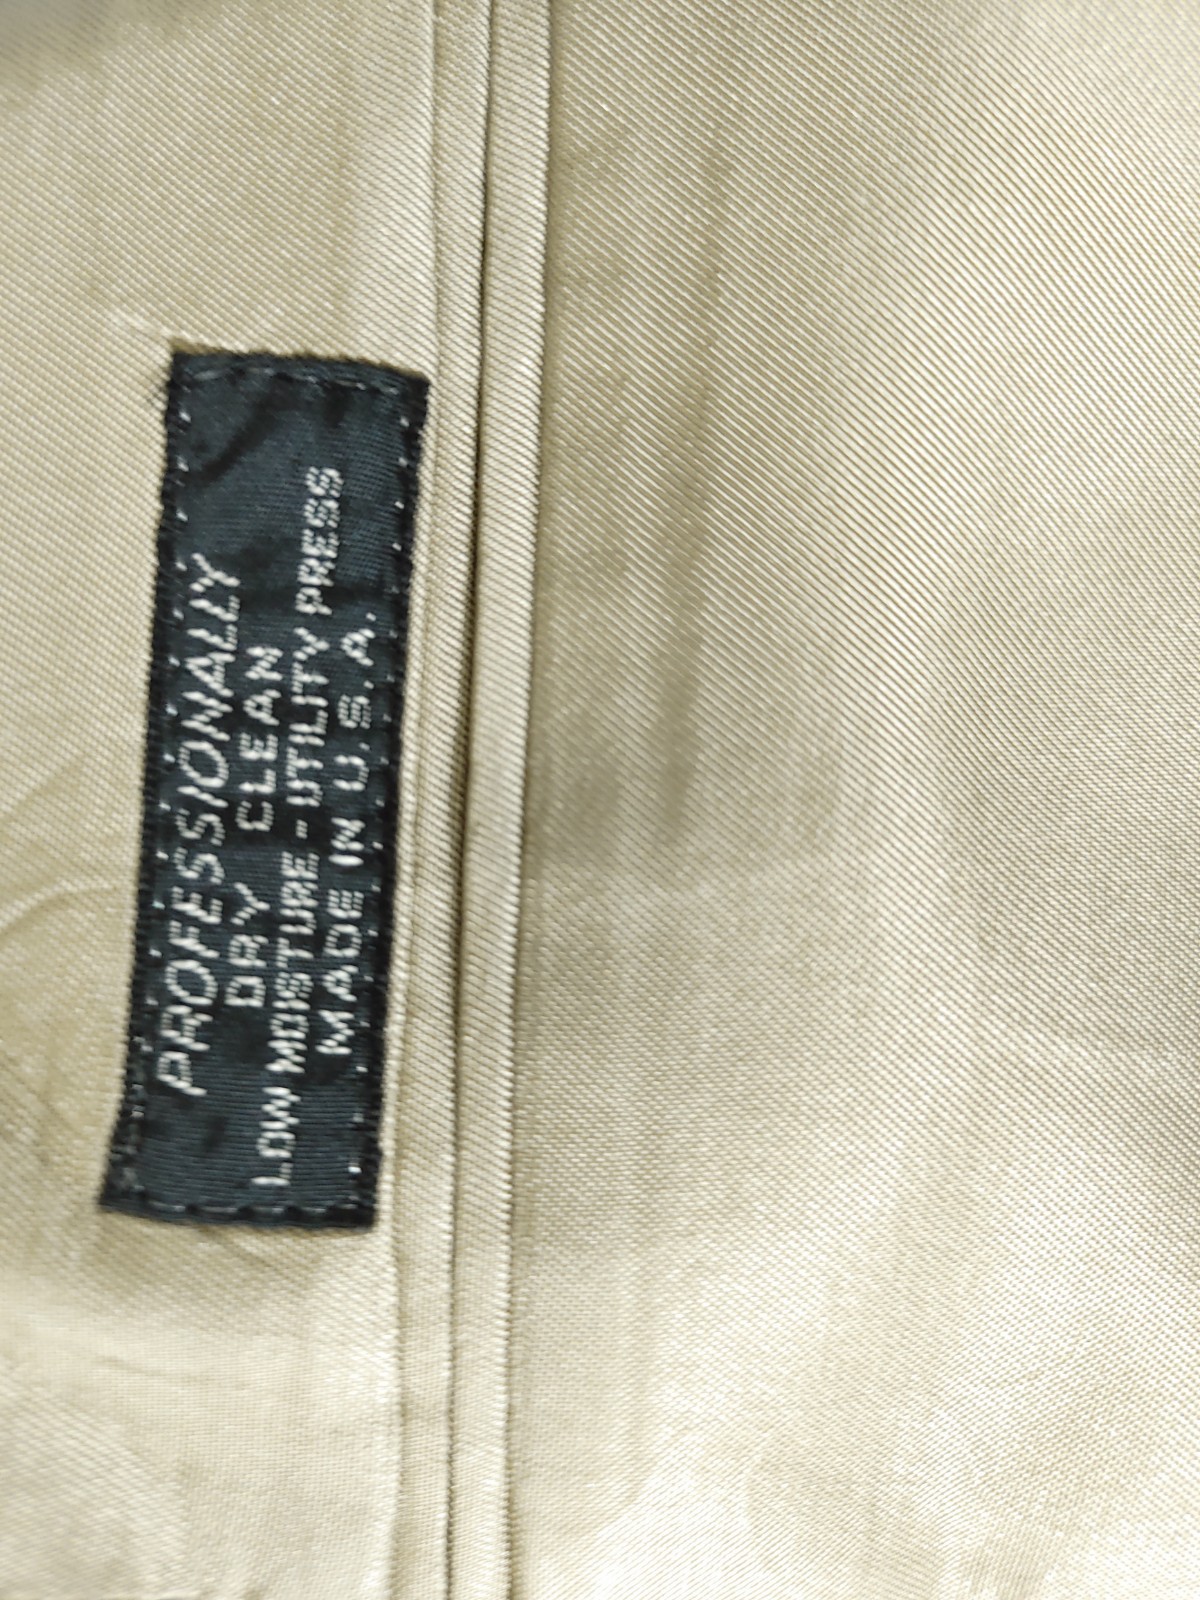 PROFESSIONALLY
DRY CLEAN
LOW MOISTURE - UTILITY PRESS
MADE IN U.S.A.